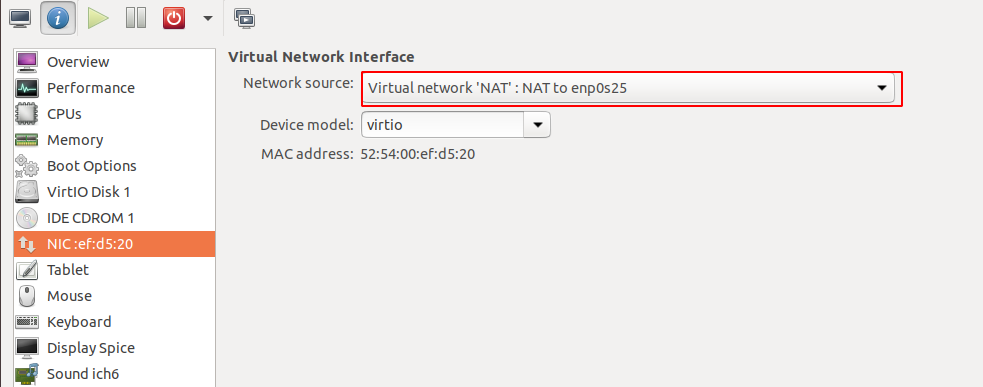 Overview
Performance
CPUs
Memory
Boot Options
VirtIO Disk 1
IDE CDROM 1
NIC :ef:d5:20
Tablet
Mouse
Keyboard
Display Spice
Sound ich6
Virtual Network Interface
Network source: Virtual network 'NAT' : NAT to enp0s25
Device model: virtio
MAC address: 52:54:00:ef:d5:20